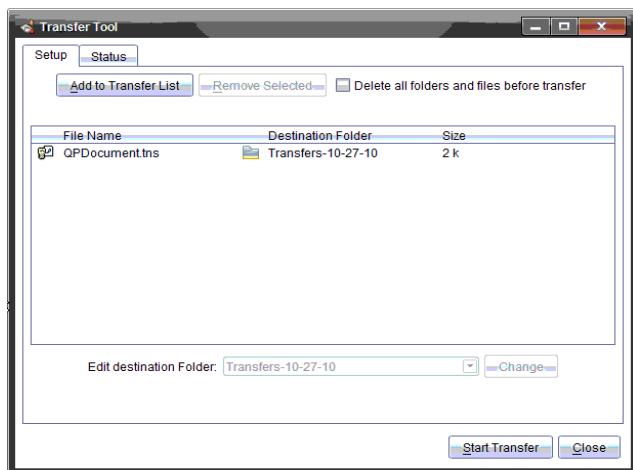 Transfer Tool
Setup Status
Add to Transfer List Remove Selected Delete all folders and files before transfer
File Name Destination Folder Size
QPDocument.tns Transfers-10-27-10 2 k
Edit destination Folder: Transfers-10-27-10 Change
Start Transfer Close